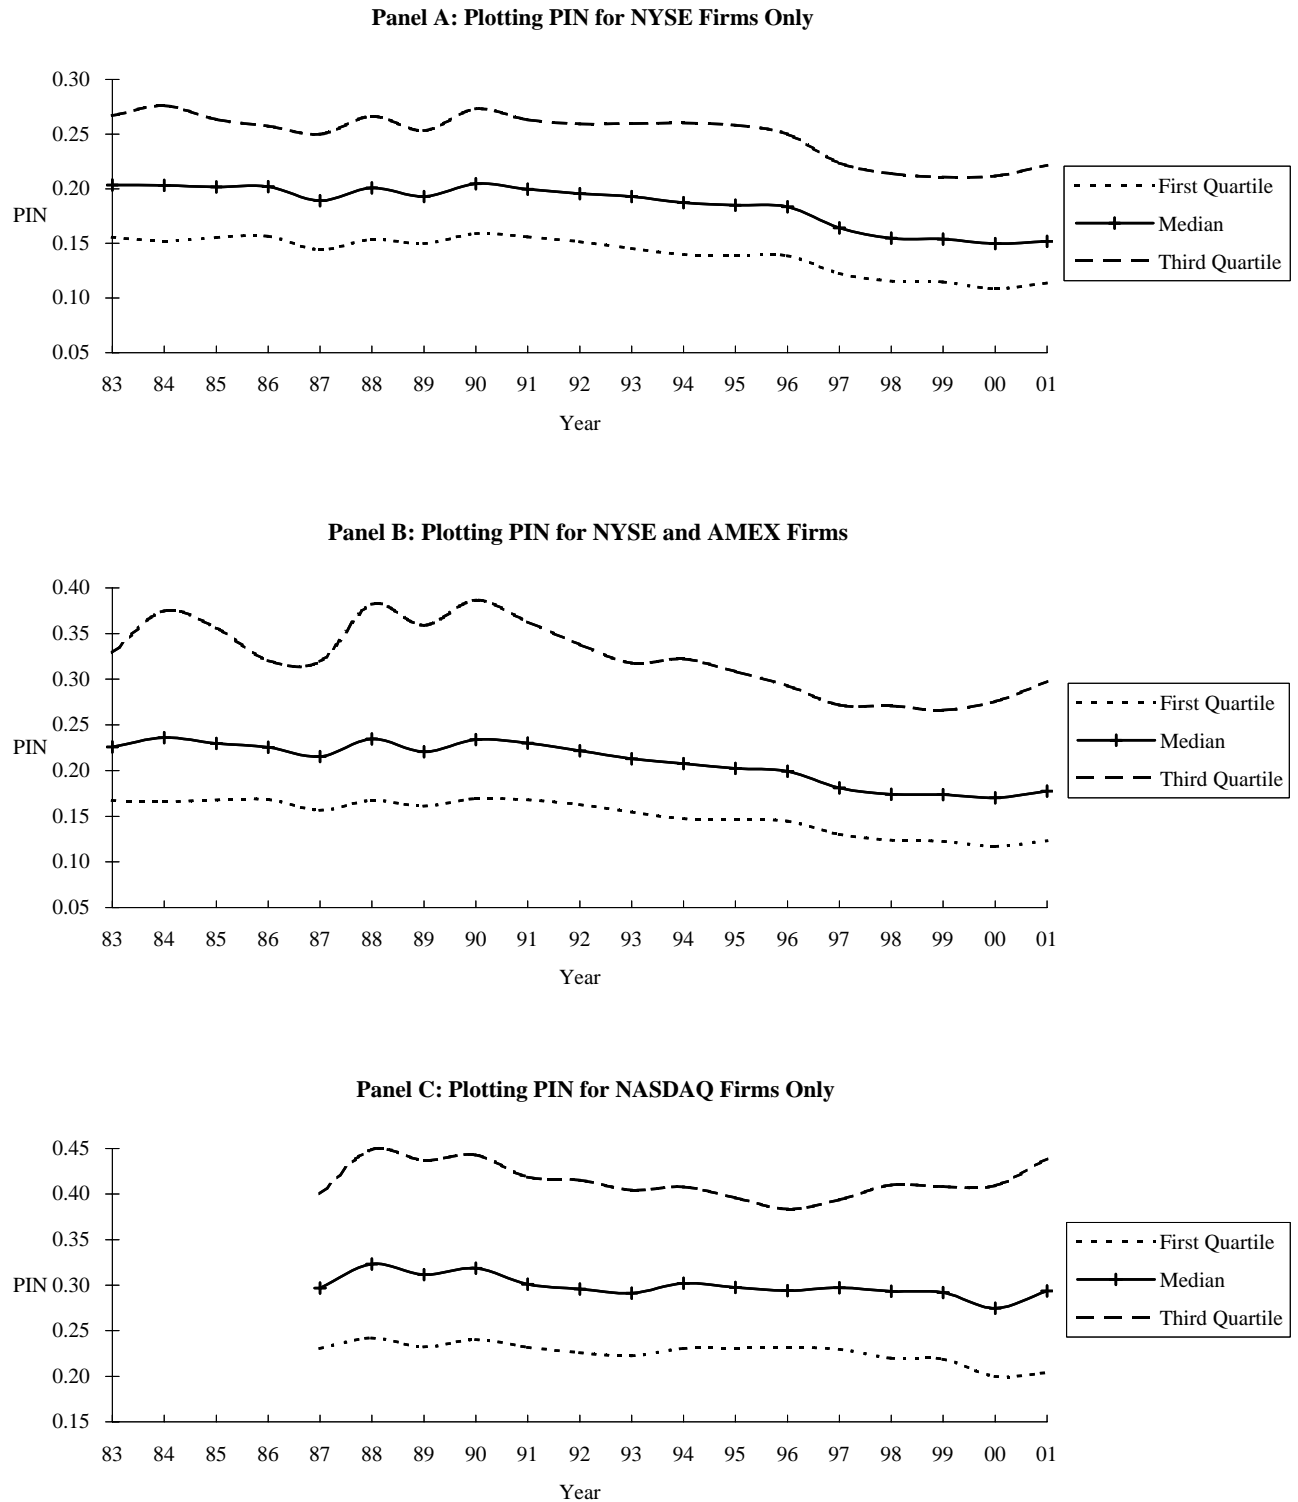 Panel A: Plotting PIN for NYSE Firms Only
0.30
0.25
0.20
PIN
0.15
0.10
0.05
83 84 85 86 87 88 89 90 91 92 93 94 95 96 97 98 99 00 01
Year
First Quartile
Median
Third Quartile
Panel B: Plotting PIN for NYSE and AMEX Firms
0.40
0.35
0.30
0.25
PIN
0.20
0.15
0.10
0.05
83 84 85 86 87 88 89 90 91 92 93 94 95 96 97 98 99 00 01
Year
First Quartile
Median
Third Quartile
Panel C: Plotting PIN for NASDAQ Firms Only
0.45
0.40
0.35
PIN 0.30
0.25
0.20
0.15
83 84 85 86 87 88 89 90 91 92 93 94 95 96 97 98 99 00 01
Year
First Quartile
Median
Third Quartile